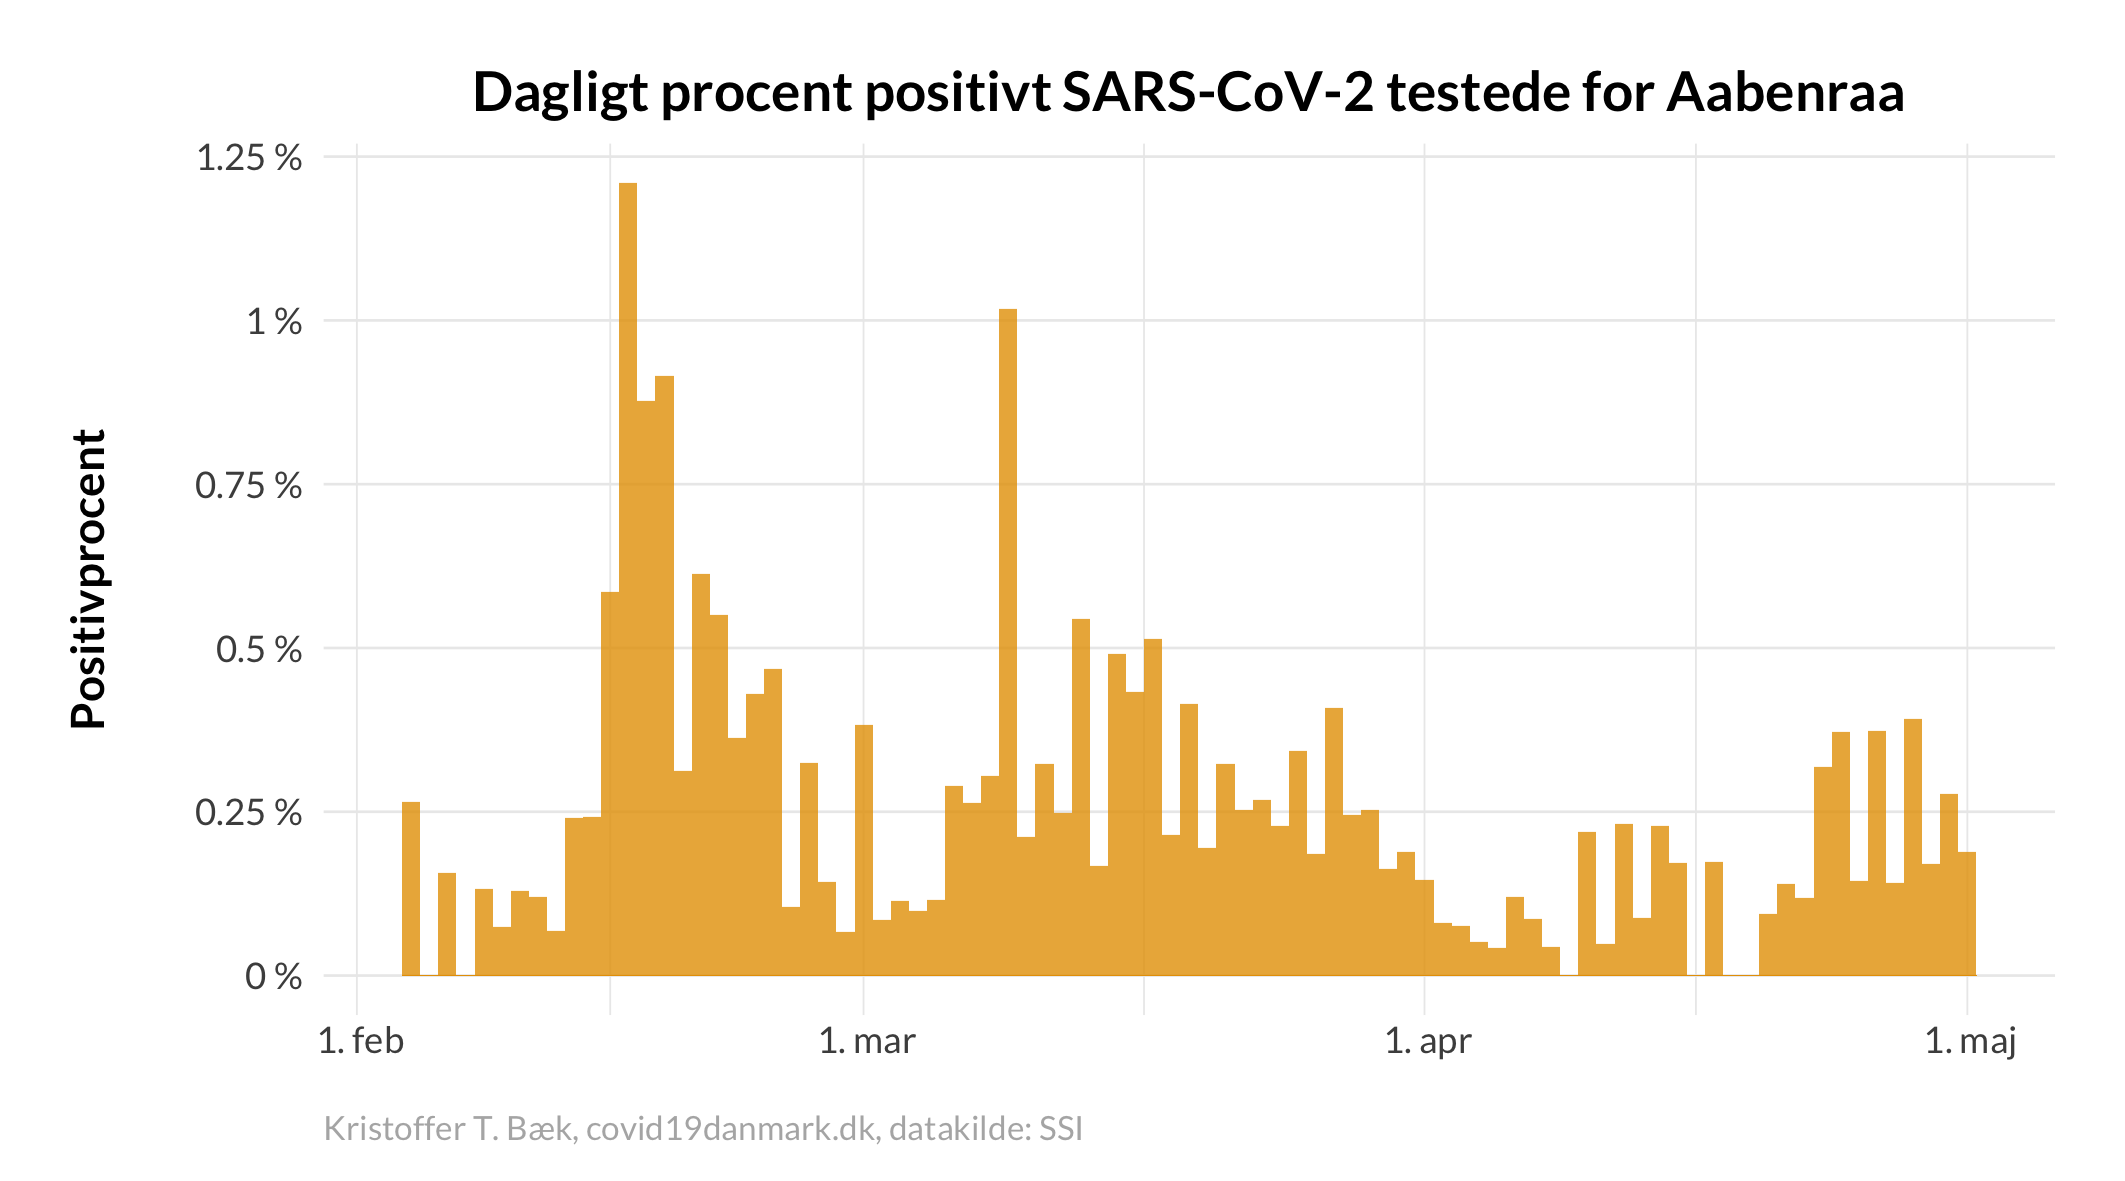 Dagligt procent positivt SARS-CoV-2 testede for Aabenraa
Positivprocent
1.25 %
1 %
0.75 %
0.5 %
0.25 %
0 %
1. feb
1. mar
1. apr
1. maj
Kristoffer T. Bæk, covid19danmark.dk, datakilde: SSI